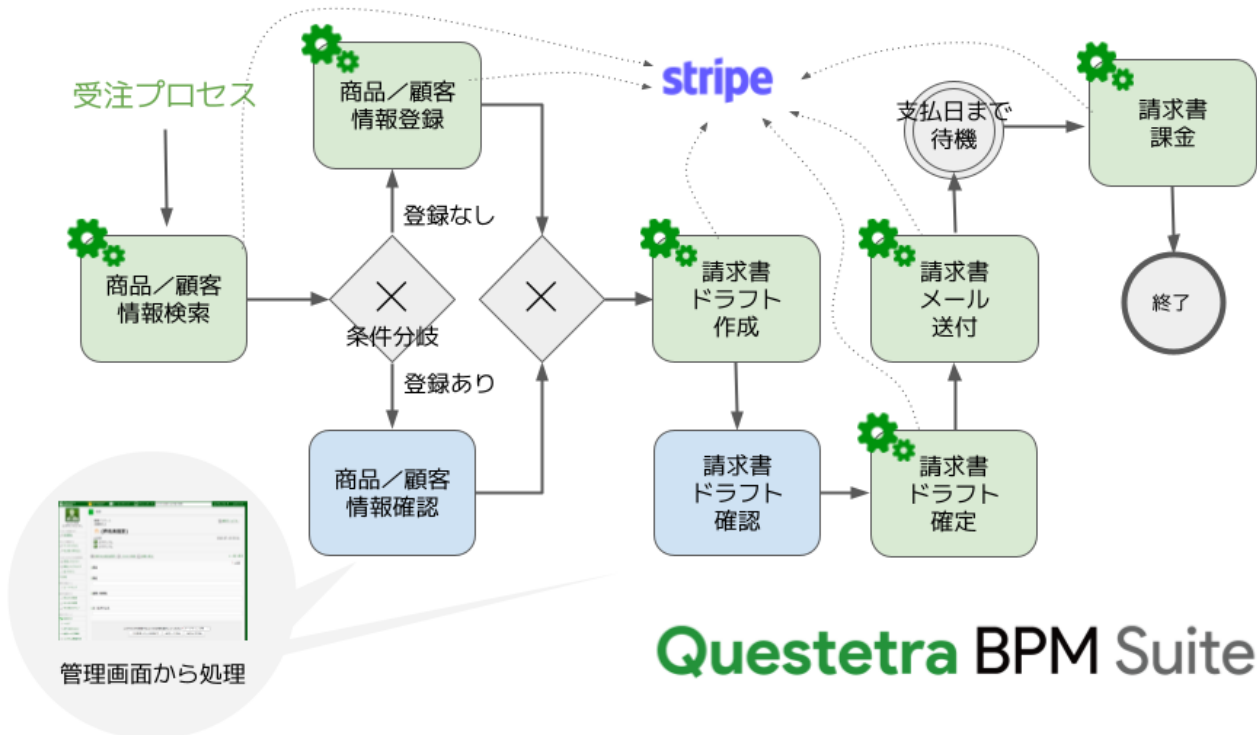 受注プロセス
商品／顧客
情報検索
商品／顧客
情報登録
登録なし
条件分岐
登録あり
商品／顧客
情報確認
stripe
請求書
ドラフト
作成
請求書
ドラフト
確認
請求書
ドラフト
確定
請求書
メール
送付
支払日まで
待機
請求書
課金
終了
管理画面から処理
Questetra BPM Suite